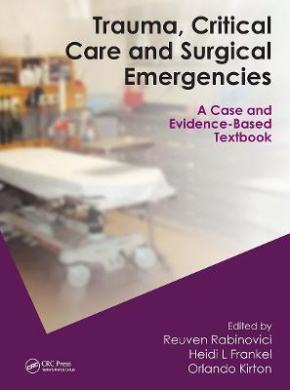 Trauma, Critical
Care and Surgical
Emergencies
A Case and
Evidence-Based
Textbook
Edited by
Reuven Rabinovici
Heidi L Frankel
Orlando Kirton
CRC Press